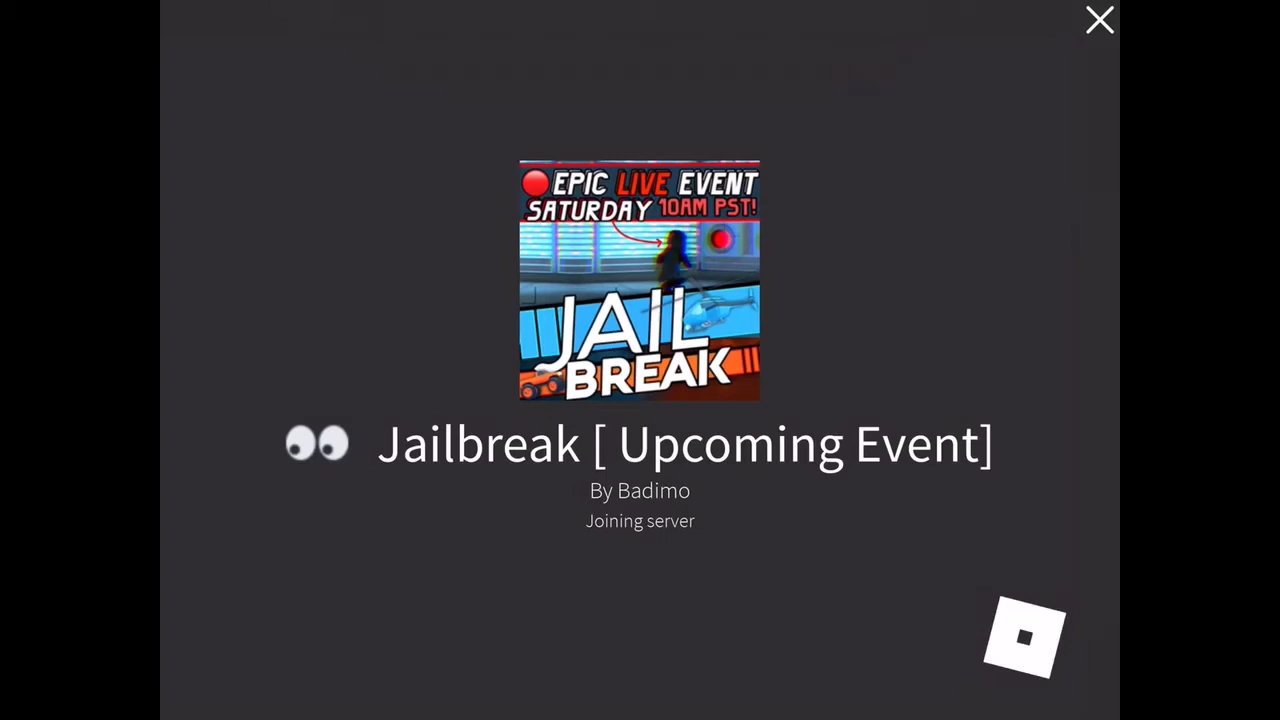 EPIC LIVE EVENT
SATURDAY 10AM PST!
JAIL
BREAK
👀 Jailbreak [ Upcoming Event]
By Badimo
Joining server